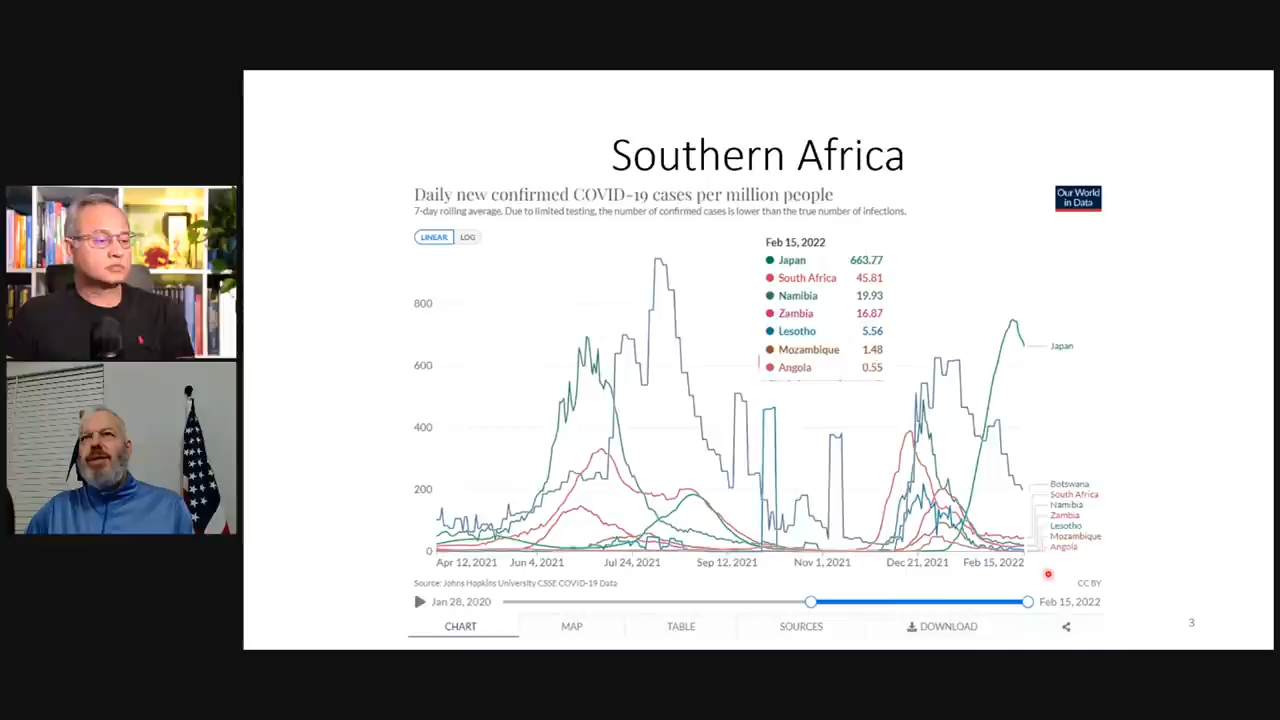 Southern Africa
Daily new confirmed COVID-19 cases per million people
7-day rolling average. Due to limited testing, the number of confirmed cases is lower than the true number of infections.
Our World
in Data
LINEAR LOG
Feb 15, 2022
Japan 663.77
South Africa 45.81
Namibia 19.93
Zambia 16.87
Lesotho 5.56
Mozambique 1.48
Angola 0.55
800
600
400
200
0
Japan
Botswana
South Africa
Namibia
Zambia
Lesotho
Mozambique
Angola
Apr 12, 2021 Jun 4, 2021 Jul 24, 2021 Sep 12, 2021 Nov 1, 2021 Dec 21, 2021 Feb 15, 2022
Source: Johns Hopkins University CSSE COVID-19 Data CC BY
Jan 28, 2020 Feb 15, 2022
CHART MAP TABLE SOURCES DOWNLOAD
3